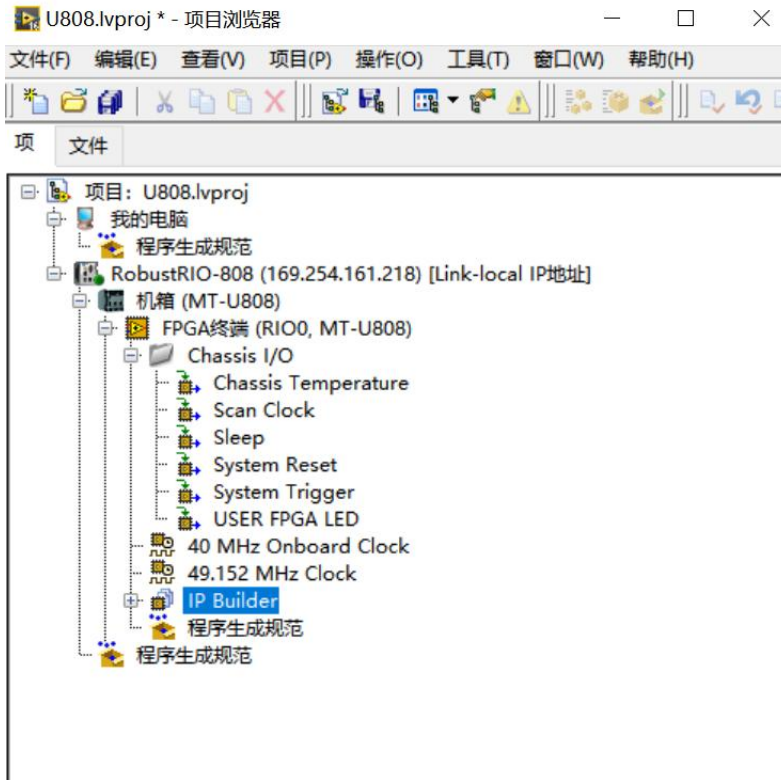 U808.lvproj * - 项目浏览器
文件(F) 编辑(E) 查看(V) 项目(P) 操作(O) 工具(T) 窗口(W) 帮助(H)
项 文件
项目：U808.lvproj
我的电脑
程序生成规范
RobustRIO-808 (169.254.161.218) [Link-local IP地址]
机箱 (MT-U808)
FPGA终端 (RIO0, MT-U808)
Chassis I/O
Chassis Temperature
Scan Clock
Sleep
System Reset
System Trigger
USER FPGA LED
40 MHz Onboard Clock
49.152 MHz Clock
IP Builder
程序生成规范
程序生成规范